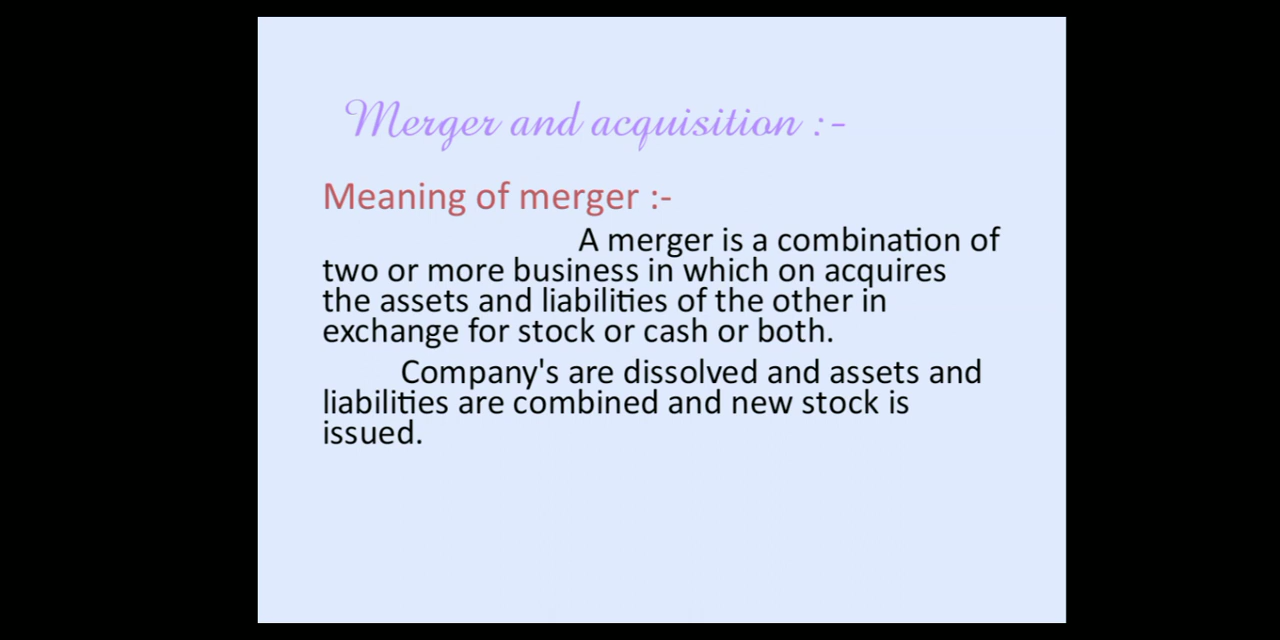 Merger and acquisition :-
Meaning of merger :-
A merger is a combination of
two or more business in which on acquires
the assets and liabilities of the other in
exchange for stock or cash or both.
Company's are dissolved and assets and
liabilities are combined and new stock is
issued.